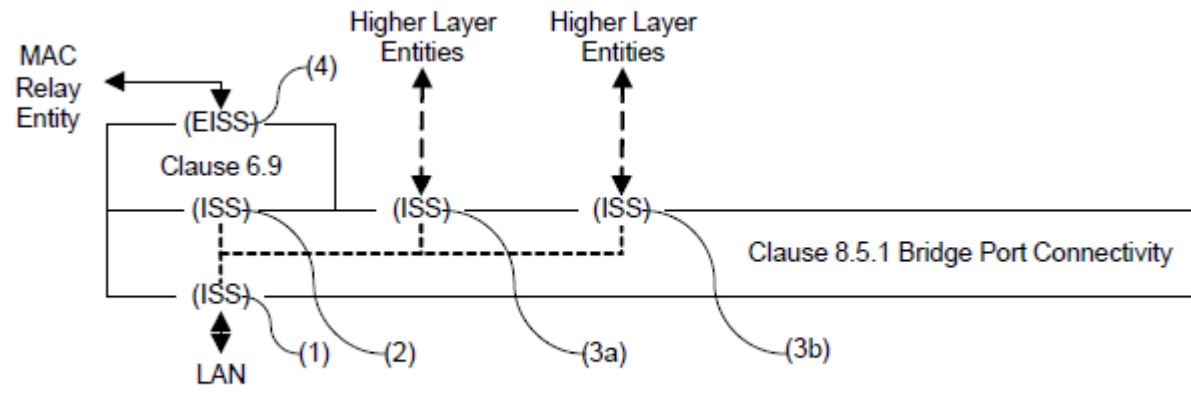 Higher Layer
Entities
Higher Layer
Entities
MAC
Relay
Entity
(4)
(EISS)
Clause 6.9
(ISS)
(ISS)
(ISS)
Clause 8.5.1 Bridge Port Connectivity
(ISS)
(1)
(2)
(3a)
(3b)
LAN